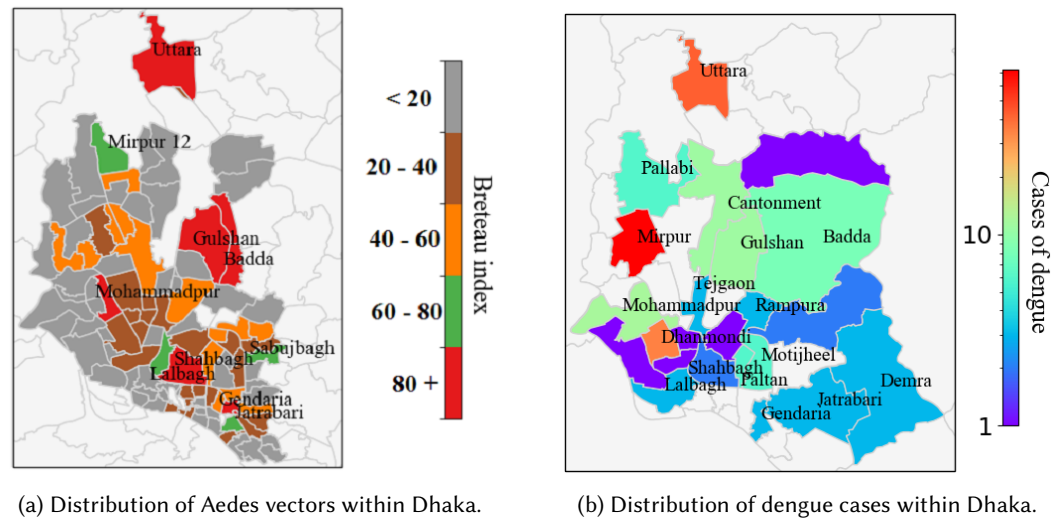 Uttara
Mirpur 12
Gulshan
Badda
Mohammadpur
Shahbagh
Sabujbagh
Lalbagh
Gendaria
Jatrabari
< 20
20 - 40
40 - 60
60 - 80
80 +
Breteau index
(a) Distribution of Aedes vectors within Dhaka.
Uttara
Pallabi
Cantonment
Mirpur
Gulshan
Badda
Tejgaon
Mohammadpur
Rampura
Dhanmondi
Motijheel
Shahbagh
Paltan
Lalbagh
Demra
Jatrabari
Gendaria
10
1
Cases of dengue
(b) Distribution of dengue cases within Dhaka.